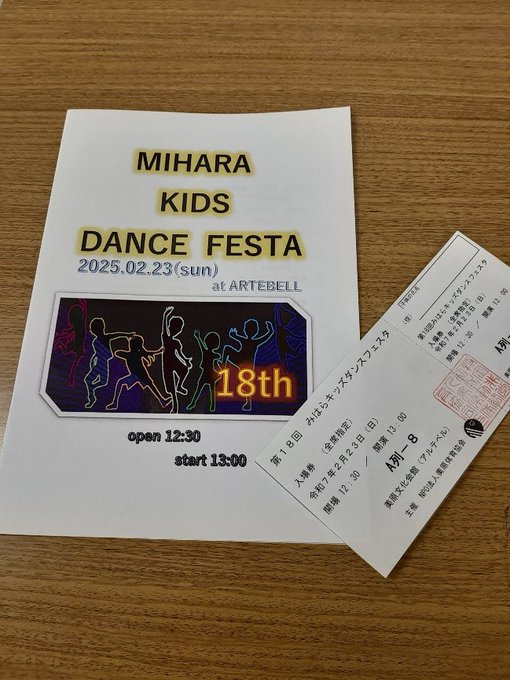 MIHARA
KIDS
DANCE FESTA
2025.02.23(sun)
at ARTEBELL
18th
open 12:30
start 13:00
第18回 みはらキッズダンスフェスタ
入場券 (全席指定)
令和7年2月23日(日)
開場 12:30 / 開演 13:00
A列-8
美原文化会館 (アルテベル)
主催 NPO法人美原体育協会
第18回みはらキッズダンスフェスタ
入場券 (全席指定)
令和7年2月23日(日)
開場 12:30 / 開演 13:00
A列-